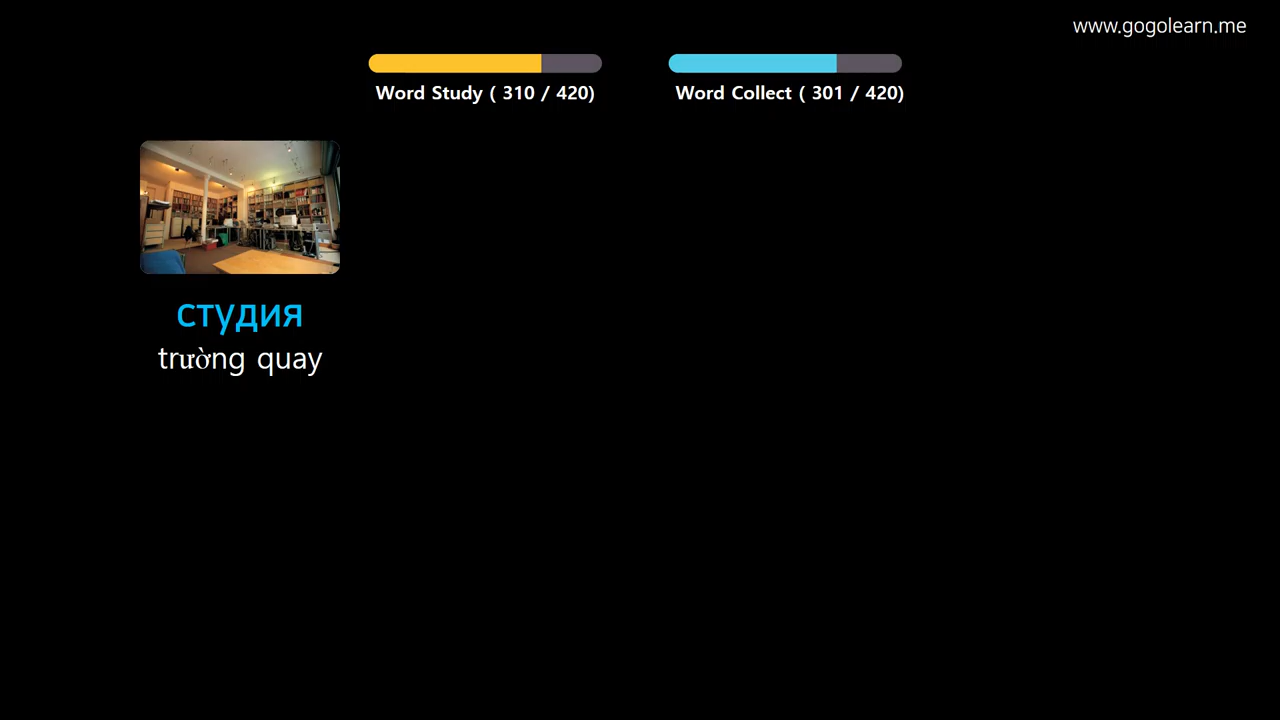 www.gogolearn.me
Word Study ( 310 / 420)
Word Collect ( 301 / 420)
студия
trường quay